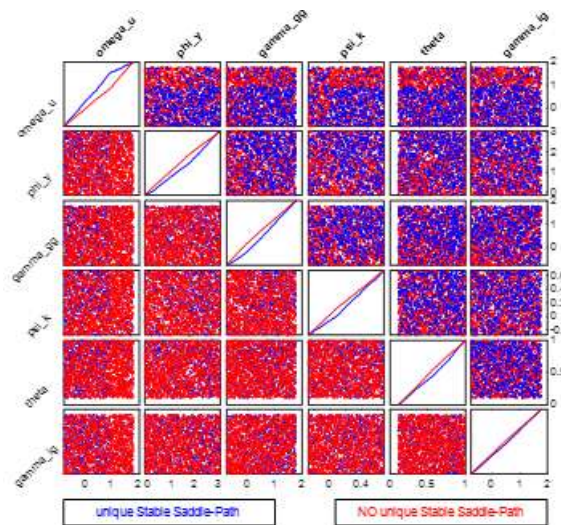 omega_u phi_y gamma_gg psi_k theta gamma_ig
omega_u 2 1 0
phi_y 3 2 1 0
gamma_gg 2 1 0
psi_k
theta 1 0.5 0
gamma_ig 2 1 0
0 1 0 1 2 3 0 1 2 0 0.4 0 0.5 1 0 1 2
unique Stable Saddle-Path NO unique Stable Saddle-Path